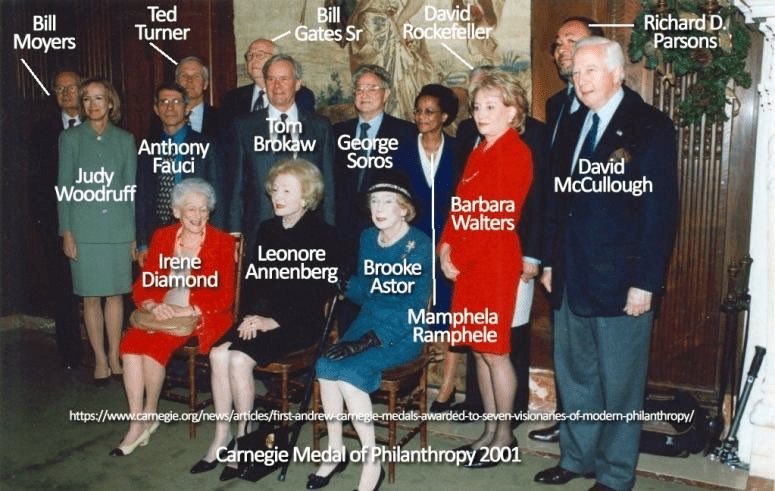 Bill
Moyers
Ted
Turner
Bill
Gates Sr
David
Rockefeller
Richard D.
Parsons
Judy
Woodruff
Anthony
Fauci
Tom
Brokaw
George
Soros
Barbara
Walters
David
McCullough
Irene
Diamond
Leonore
Annenberg
Brooke
Astor
Mamphela
Ramphele
https://www.carnegie.org/news/articles/first-andrew-carnegie-medals-awarded-to-seven-visionaries-of-modern-philanthropy/
Carnegie Medal of Philanthropy 2001